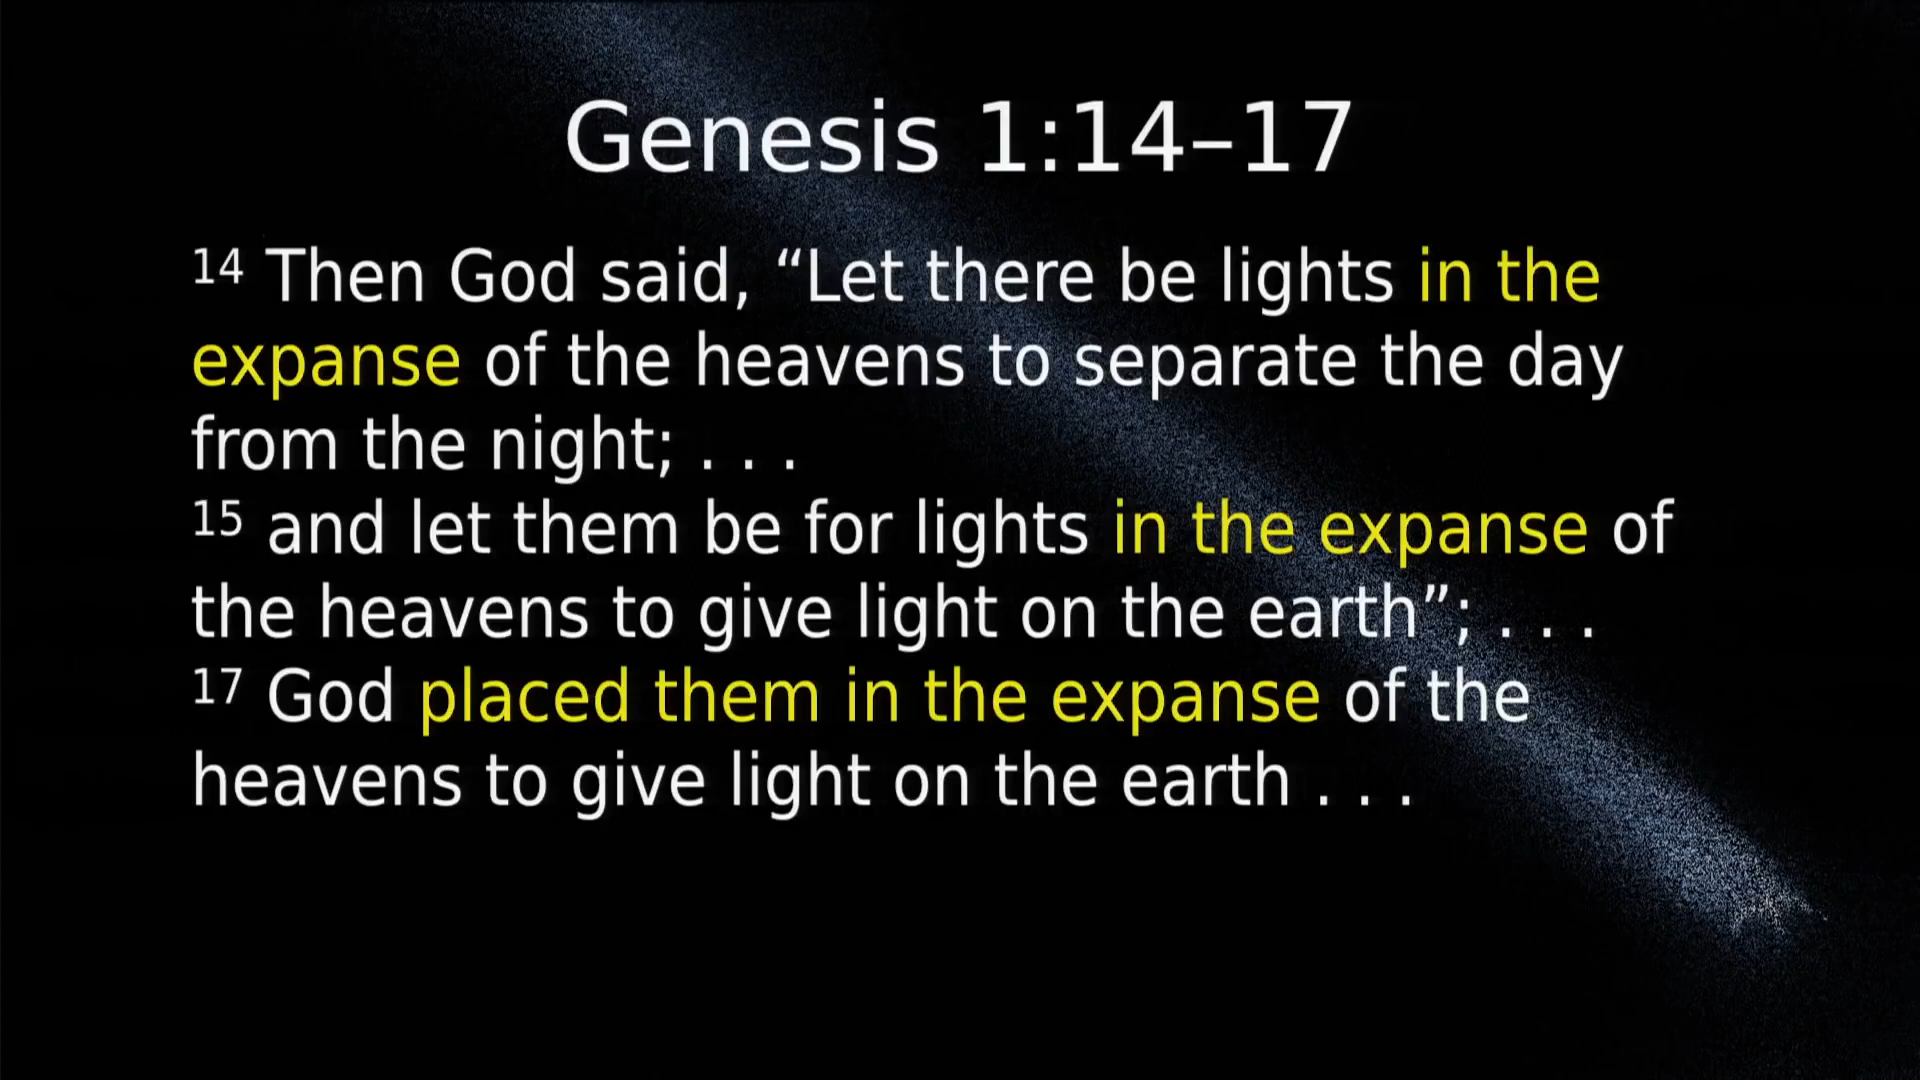 Genesis 1:14–17
14 Then God said, “Let there be lights in the
expanse of the heavens to separate the day
from the night; . . .
15 and let them be for lights in the expanse of
the heavens to give light on the earth”; . . .
17 God placed them in the expanse of the
heavens to give light on the earth . . .